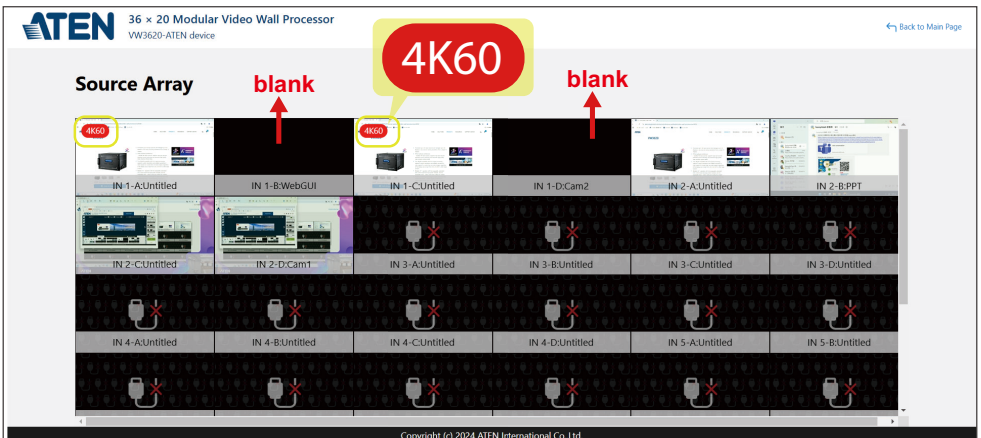 ATEN
36 × 20 Modular Video Wall Processor
VW3620-ATEN device
Back to Main Page
4K60
Source Array
blank
blank
4K60
4K60
IN 1-A:Untitled
IN 1-B:WebGUI
IN 1-C:Untitled
IN 1-D:Cam2
IN 2-A:Untitled
IN 2-B:PPT
IN 2-C:Untitled
IN 2-D:Cam1
IN 3-A:Untitled
IN 3-B:Untitled
IN 3-C:Untitled
IN 3-D:Untitled
IN 4-A:Untitled
IN 4-B:Untitled
IN 4-C:Untitled
IN 4-D:Untitled
IN 5-A:Untitled
IN 5-B:Untitled
Copyright (c) 2024 ATEN International Co. Ltd